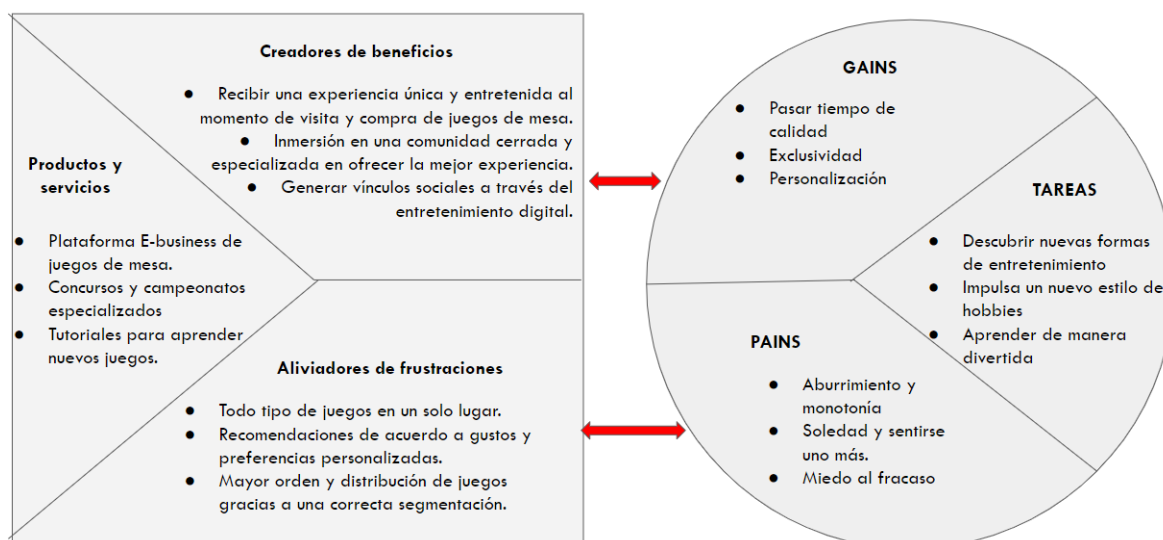 Creadores de beneficios
● Recibir una experiencia única y entretenida al
momento de visita y compra de juegos de mesa.
● Inmersión en una comunidad cerrada y
especializada en ofrecer la mejor experiencia.
● Generar vínculos sociales a través del
entretenimiento digital.
Productos y
servicios
● Plataforma E-business de
juegos de mesa.
● Concursos y campeonatos
especializados
● Tutoriales para aprender
nuevos juegos.
Aliviadores de frustraciones
● Todo tipo de juegos en un solo lugar.
● Recomendaciones de acuerdo a gustos y
preferencias personalizadas.
● Mayor orden y distribución de juegos
gracias a una correcta segmentación.
GAINS
● Pasar tiempo de
calidad
● Exclusividad
● Personalización
TAREAS
● Descubrir nuevas formas
de entretenimiento
● Impulsa un nuevo estilo de
hobbies
● Aprender de manera
divertida
PAINS
● Aburrimiento y
monotonía
● Soledad y sentirse
uno más.
● Miedo al fracaso